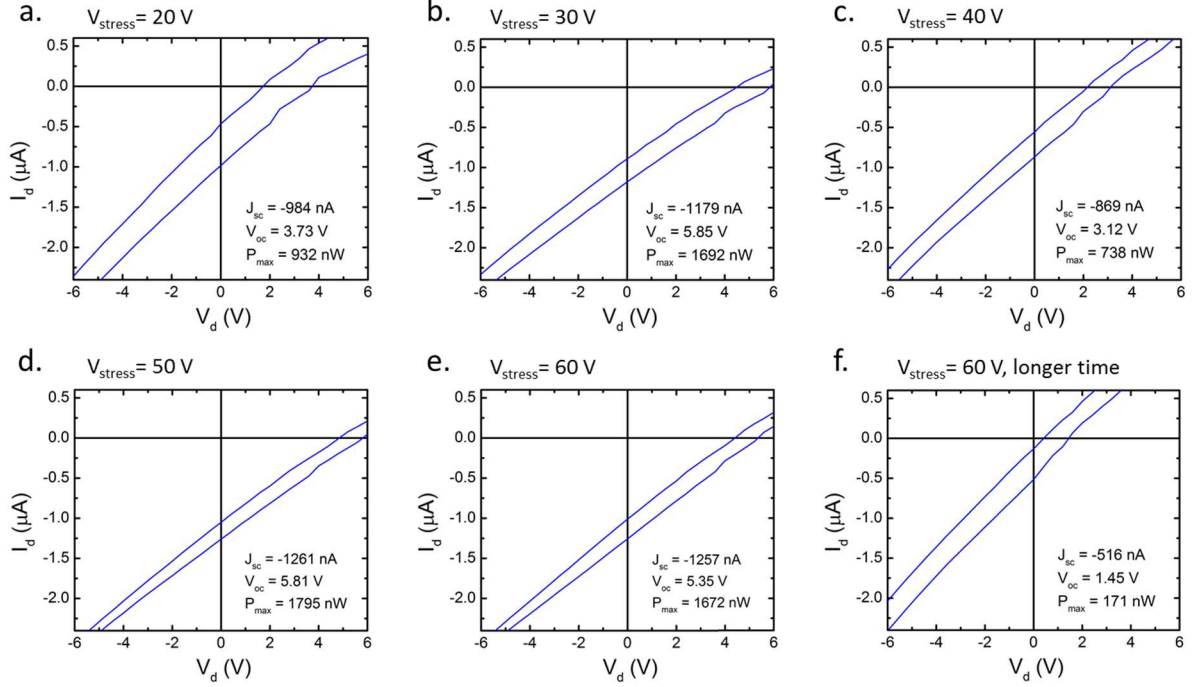 a.
V_stress = 20 V
0.5
0.0
-0.5
-1.0
-1.5
-2.0
I_d (μA)
J_sc = -984 nA
V_oc = 3.73 V
P_max = 932 nW
-6 -4 -2 0 2 4 6
V_d (V)
b.
V_stress = 30 V
0.5
0.0
-0.5
-1.0
-1.5
-2.0
I_d (μA)
J_sc = -1179 nA
V_oc = 5.85 V
P_max = 1692 nW
-6 -4 -2 0 2 4 6
V_d (V)
c.
V_stress = 40 V
0.5
0.0
-0.5
-1.0
-1.5
-2.0
I_d (μA)
J_sc = -869 nA
V_oc = 3.12 V
P_max = 738 nW
-6 -4 -2 0 2 4 6
V_d (V)
d.
V_stress = 50 V
0.5
0.0
-0.5
-1.0
-1.5
-2.0
I_d (μA)
J_sc = -1261 nA
V_oc = 5.81 V
P_max = 1795 nW
-6 -4 -2 0 2 4 6
V_d (V)
e.
V_stress = 60 V
0.5
0.0
-0.5
-1.0
-1.5
-2.0
I_d (μA)
J_sc = -1257 nA
V_oc = 5.35 V
P_max = 1672 nW
-6 -4 -2 0 2 4 6
V_d (V)
f.
V_stress = 60 V, longer time
0.5
0.0
-0.5
-1.0
-1.5
-2.0
I_d (μA)
J_sc = -516 nA
V_oc = 1.45 V
P_max = 171 nW
-6 -4 -2 0 2 4 6
V_d (V)